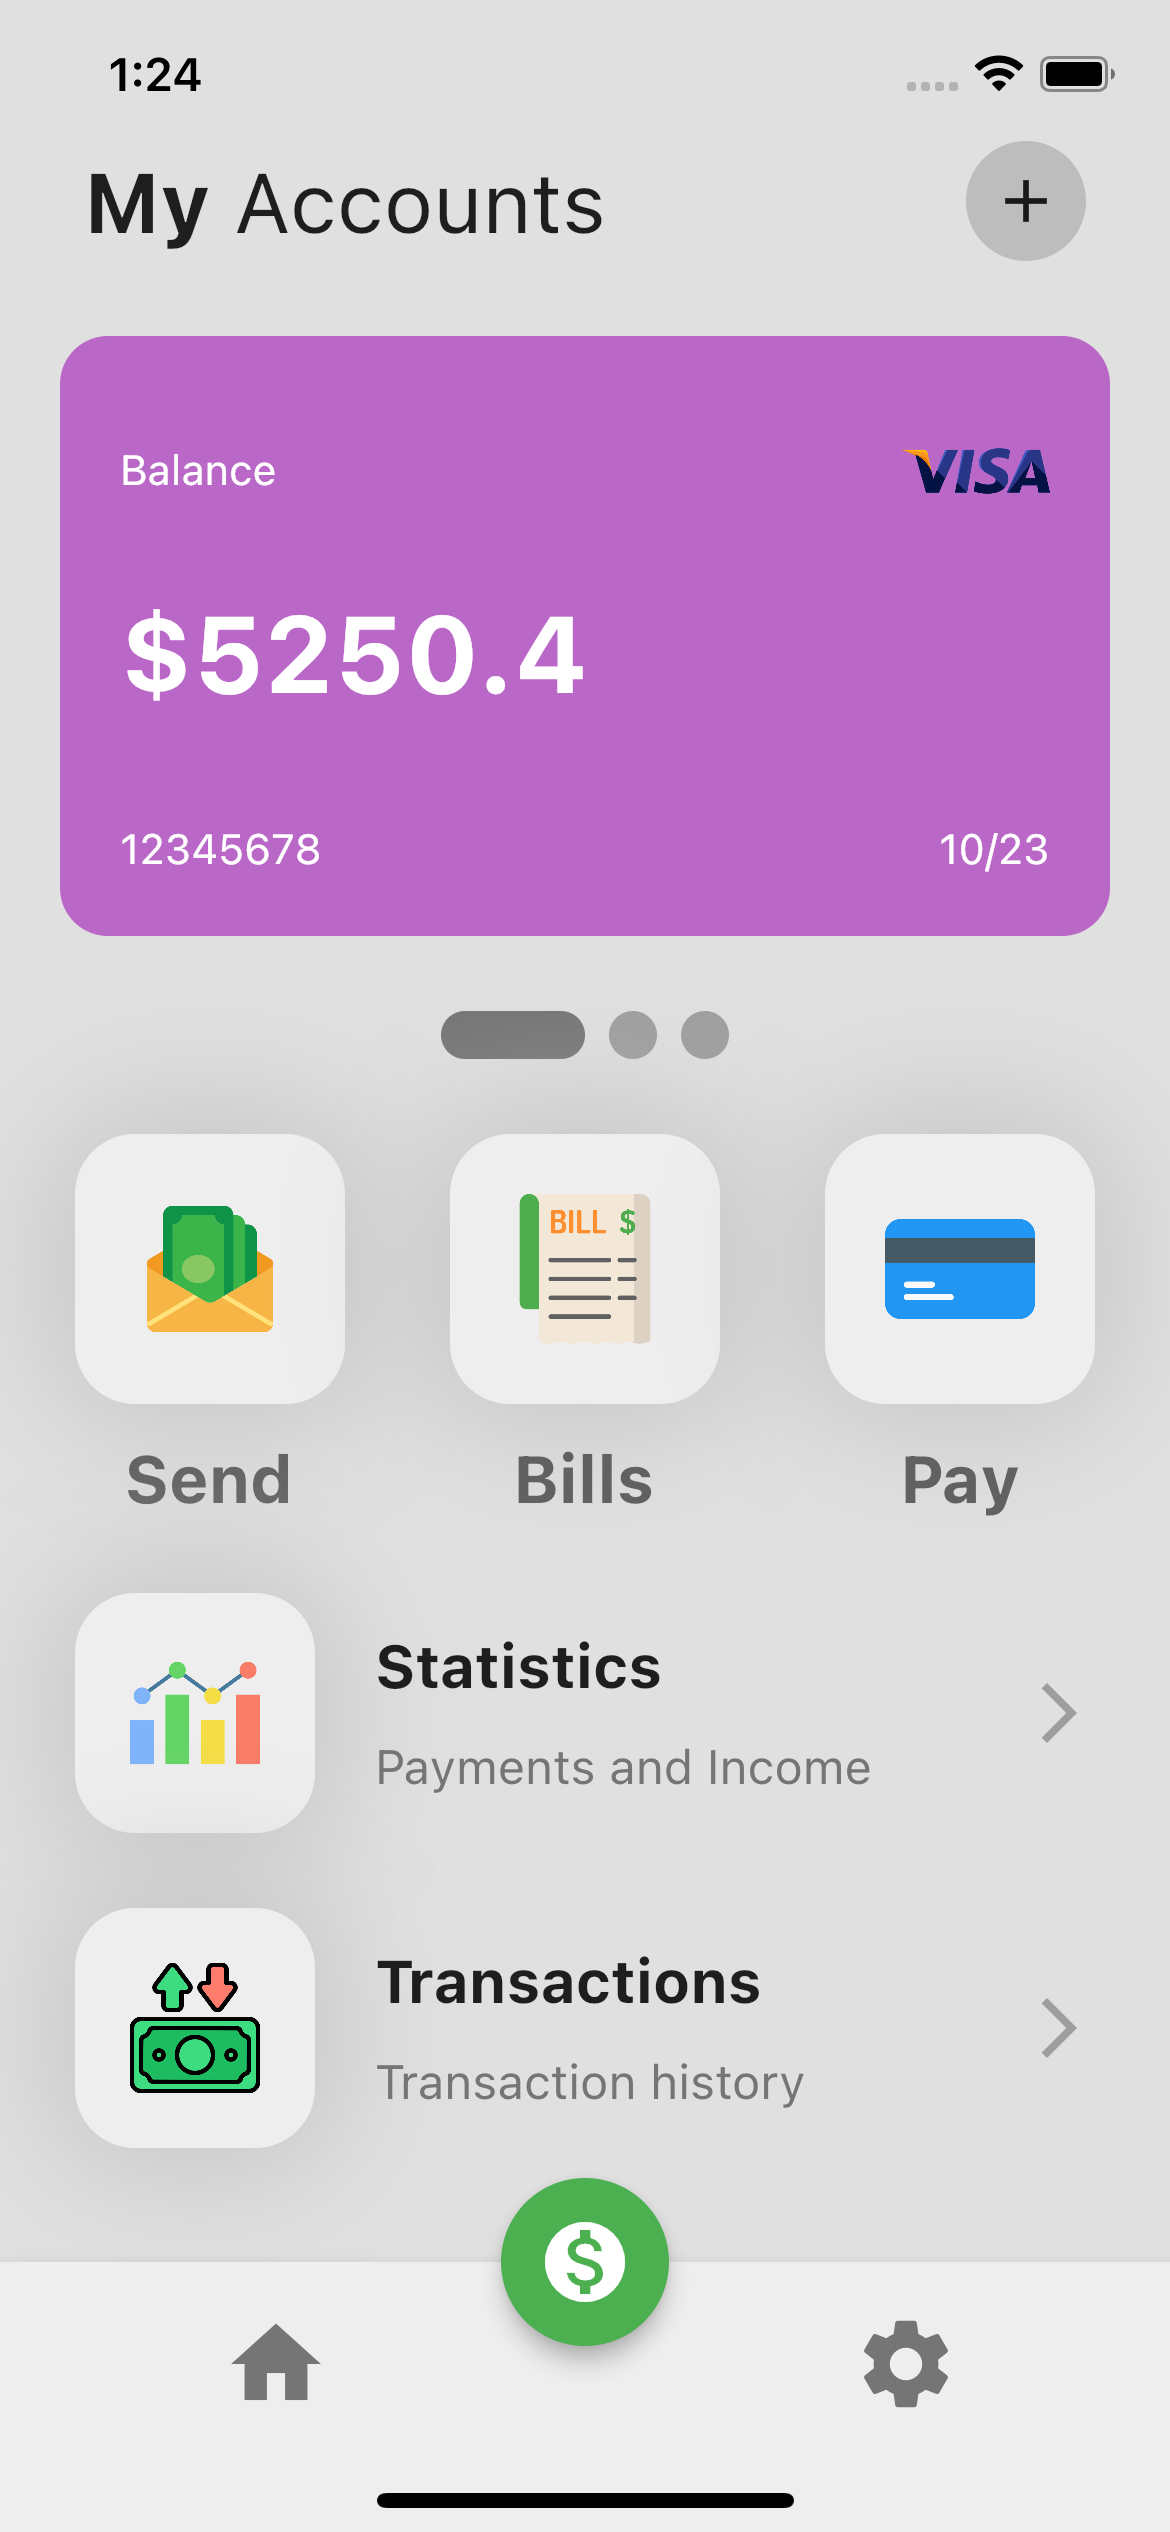 1:24
My Accounts
Balance
VISA
$5250.4
12345678
10/23
BILL $
Send
Bills
Pay
Statistics
Payments and Income
Transactions
Transaction history
$